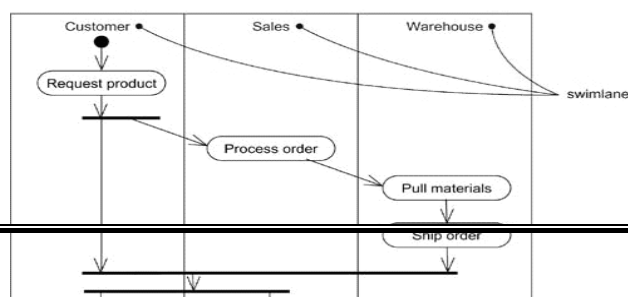 Customer Sales Warehouse
swimlane
Request product
Process order
Pull materials
Ship order